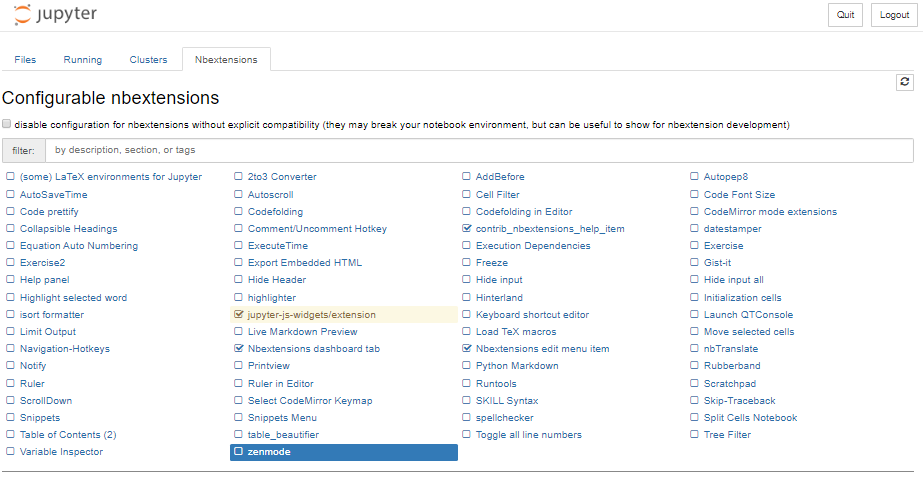 jupyter Quit Logout
Files Running Clusters Nbextensions
Configurable nbextensions
disable configuration for nbextensions without explicit compatibility (they may break your notebook environment, but can be useful to show for nbextension development)
filter: by description, section, or tags
(some) LaTeX environments for Jupyter 2to3 Converter AddBefore Autopep8
AutoSaveTime Autoscroll Cell Filter Code Font Size
Code prettify Codefolding Codefolding in Editor CodeMirror mode extensions
Collapsible Headings Comment/Uncomment Hotkey contrib_nbextensions_help_item datestamper
Equation Auto Numbering ExecuteTime Execution Dependencies Exercise
Exercise2 Export Embedded HTML Freeze Gist-it
Help panel Hide Header Hide input Hide input all
Highlight selected word highlighter Hinterland Initialization cells
isort formatter jupyter-js-widgets/extension Keyboard shortcut editor Launch QTConsole
Limit Output Live Markdown Preview Load TeX macros Move selected cells
Navigation-Hotkeys Nbextensions dashboard tab Nbextensions edit menu item nbTranslate
Notify Printview Python Markdown Rubberband
Ruler Ruler in Editor Runtools Scratchpad
ScrollDown Select CodeMirror Keymap SKILL Syntax Skip-Traceback
Snippets Snippets Menu spellchecker Split Cells Notebook
Table of Contents (2) table_beautifier Toggle all line numbers Tree Filter
Variable Inspector zenmode